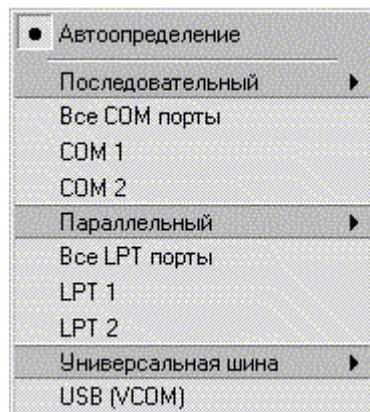 Автоопределение
Последовательный
Все COM порты
COM 1
COM 2
Параллельный
Все LPT порты
LPT 1
LPT 2
Универсальная шина
USB (VCOM)